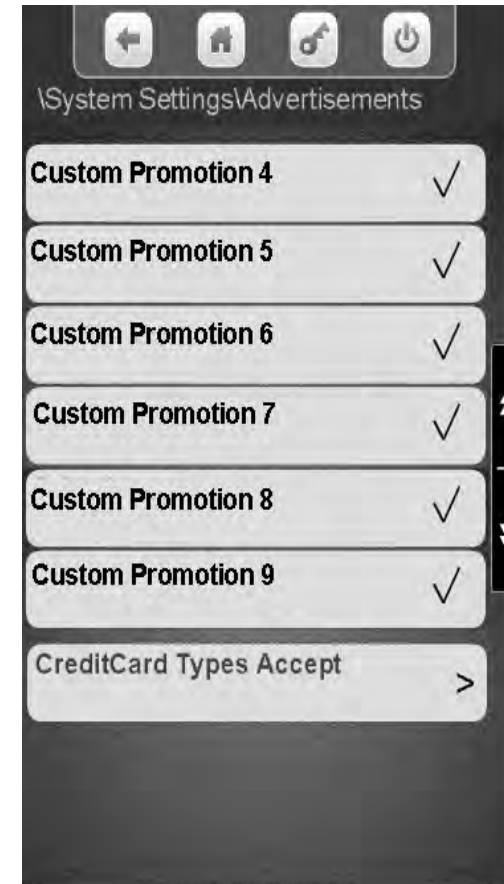 \System Settings\Advertisements
Custom Promotion 4
Custom Promotion 5
Custom Promotion 6
Custom Promotion 7
Custom Promotion 8
Custom Promotion 9
CreditCard Types Accept
>